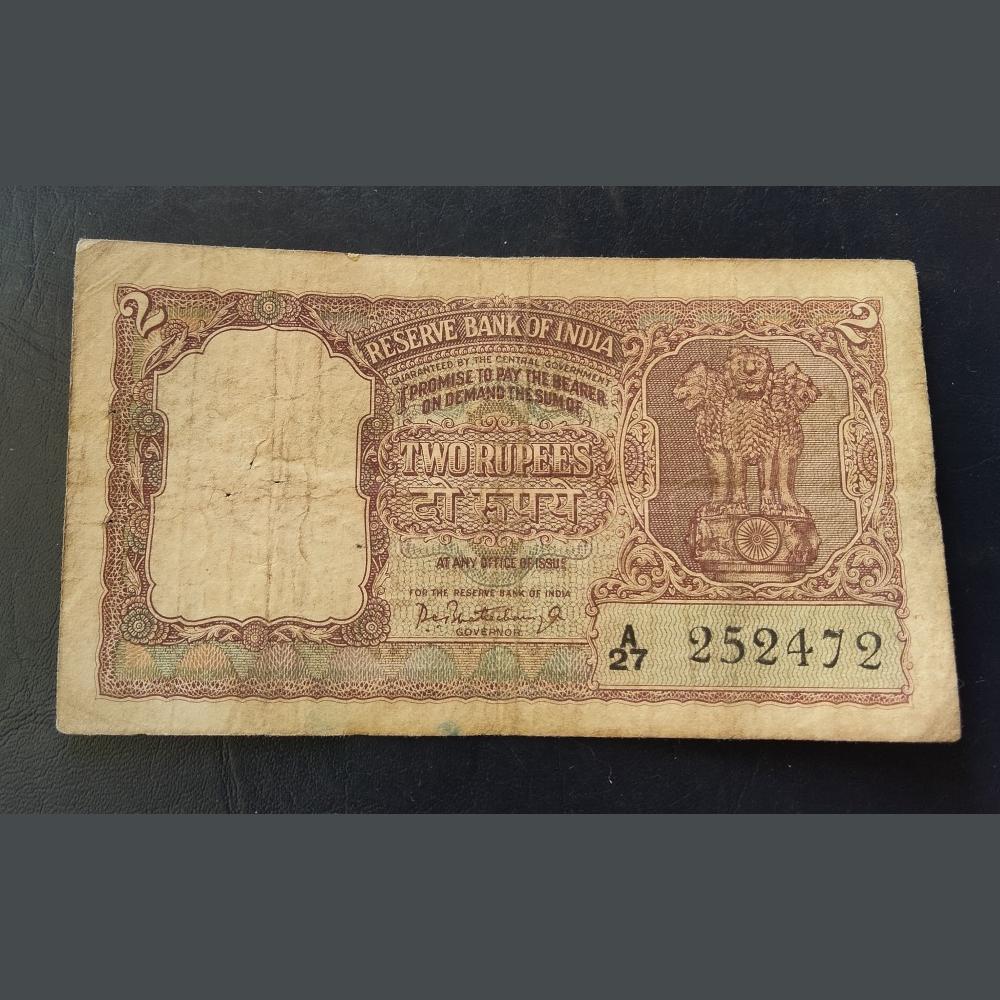 2
2
RESERVE BANK OF INDIA
GUARANTEED BY THE CENTRAL GOVERNMENT
I PROMISE TO PAY THE BEARER
ON DEMAND THE SUM OF
TWO RUPEES
दो रुपये
AT ANY OFFICE OF ISSUE
FOR THE RESERVE BANK OF INDIA
GOVERNOR
A
27 252472